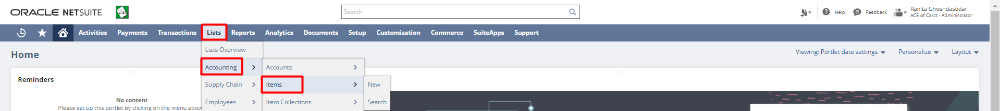 ORACLE NETSUITE
Search
Help
Feedback
Ranita Ghoshdastidar
ACE of Carts - Administrator
Activities Payments Transactions Lists Reports Analytics Documents Setup Customization Commerce SuiteApps Support
Home
Viewing: Portlet date settings Personalize Layout
Lists Overview
Accounting
Supply Chain
Employees
Accounts
Items
Item Collections
New
Search
Reminders
No content
Please set up this portlet by clicking on the menu above